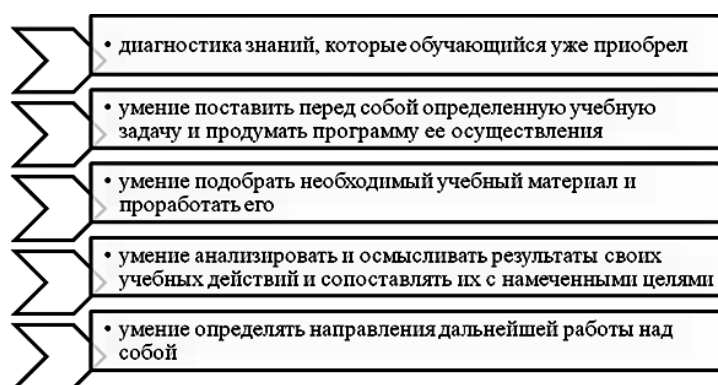 • диагностика знаний, которые обучающийся уже приобрел
• умение поставить перед собой определенную учебную
задачу и продумать программу ее осуществления
• умение подобрать необходимый учебный материал и
проработать его
• умение анализировать и осмысливать результаты своих
учебных действий и сопоставлять их с намеченными целями
• умение определять направления дальнейшей работы над
собой